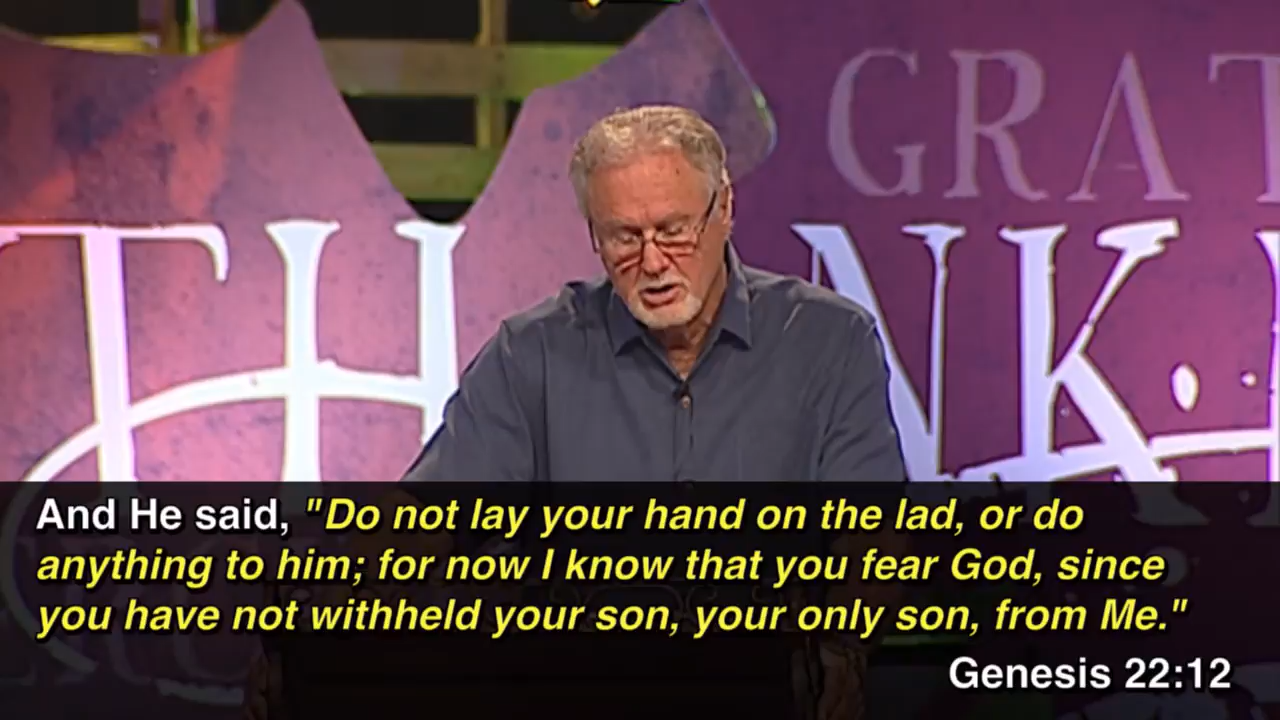 GRAT
THANK
And He said, "Do not lay your hand on the lad, or do
anything to him; for now I know that you fear God, since
you have not withheld your son, your only son, from Me."
Genesis 22:12